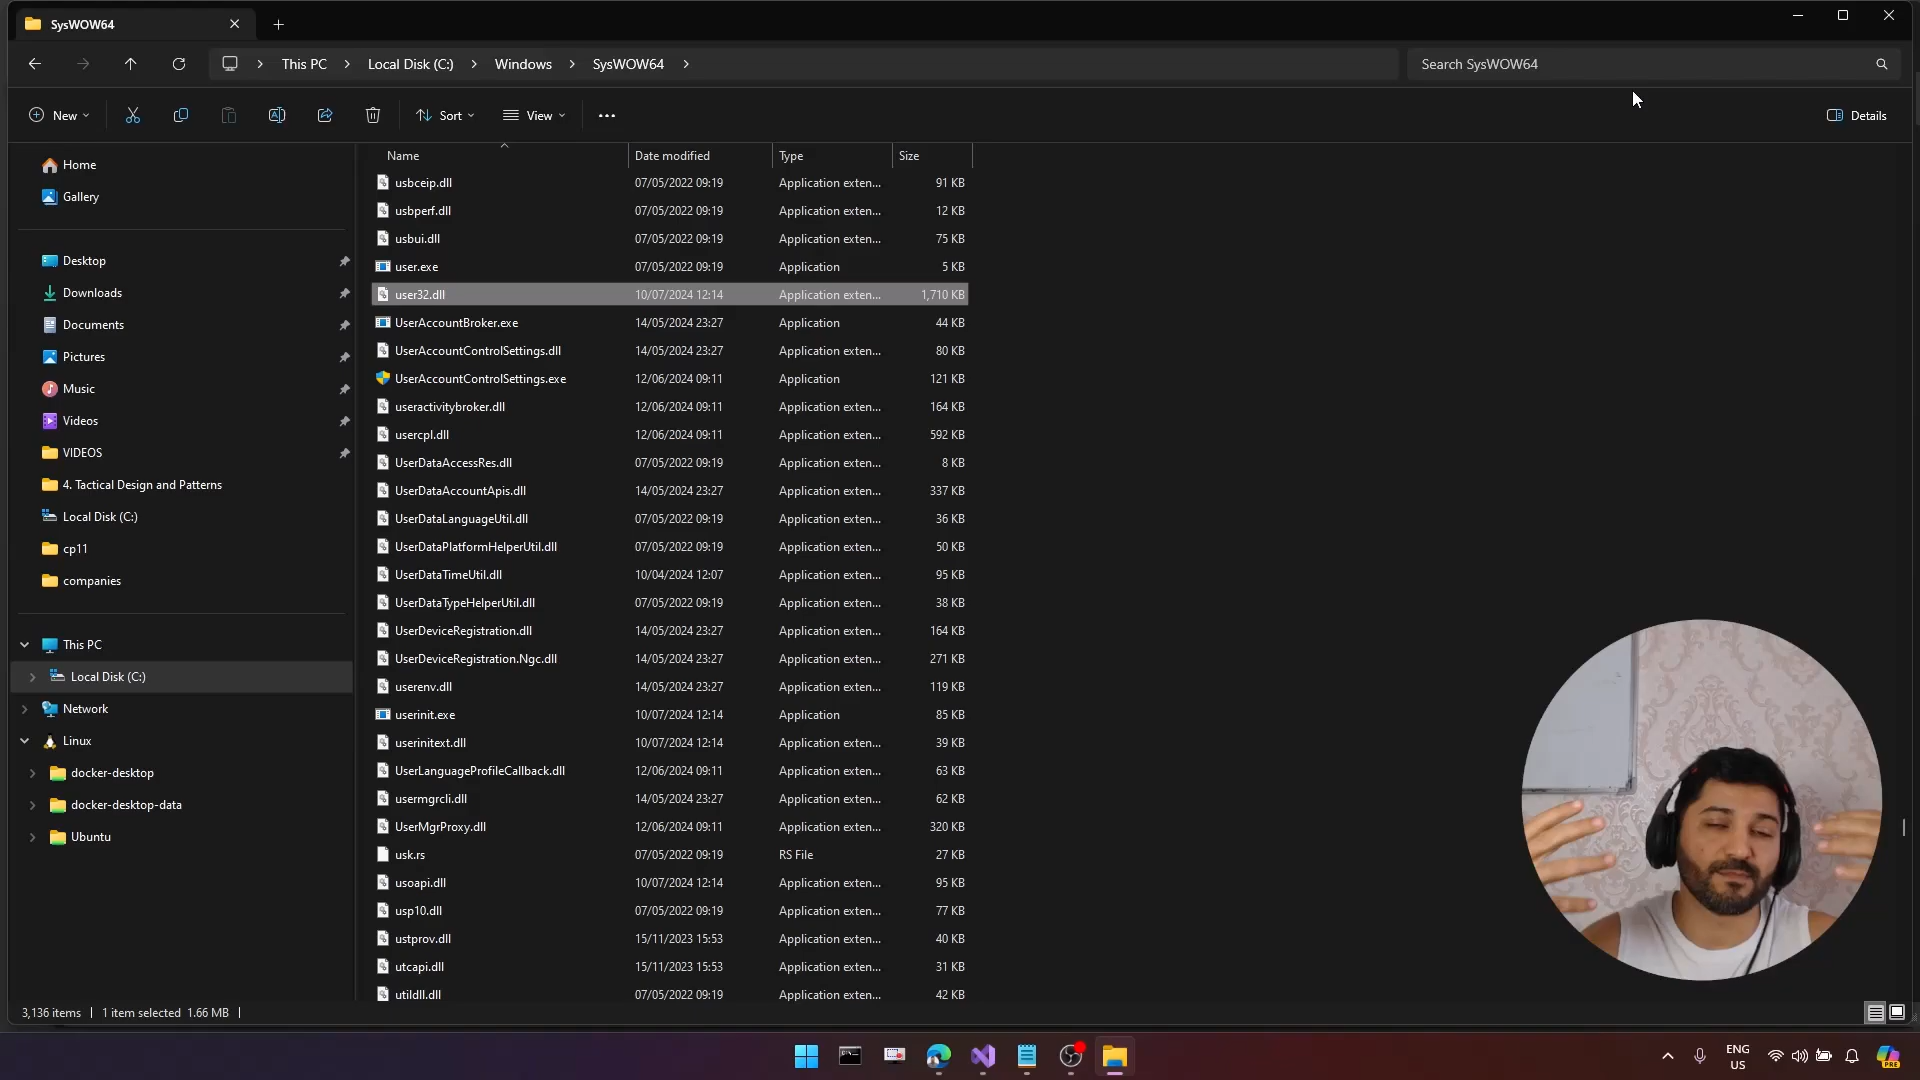 SysWOW64
This PC Local Disk (C:) Windows SysWOW64
Search SysWOW64
New
Sort
View
Details
Home
Gallery
Desktop
Downloads
Documents
Pictures
Music
Videos
VIDEOS
4. Tactical Design and Patterns
Local Disk (C:)
cp11
companies
This PC
Local Disk (C:)
Network
Linux
docker-desktop
docker-desktop-data
Ubuntu
Name Date modified Type Size
usbceip.dll 07/05/2022 09:19 Application exten... 91 KB
usbperf.dll 07/05/2022 09:19 Application exten... 12 KB
usbui.dll 07/05/2022 09:19 Application exten... 75 KB
user.exe 07/05/2022 09:19 Application 5 KB
user32.dll 10/07/2024 12:14 Application exten... 1,710 KB
UserAccountBroker.exe 14/05/2024 23:27 Application 44 KB
UserAccountControlSettings.dll 14/05/2024 23:27 Application exten... 80 KB
UserAccountControlSettings.exe 12/06/2024 09:11 Application 121 KB
useractivitybroker.dll 12/06/2024 09:11 Application exten... 164 KB
usercpl.dll 12/06/2024 09:11 Application exten... 592 KB
UserDataAccessRes.dll 07/05/2022 09:19 Application exten... 8 KB
UserDataAccountApis.dll 14/05/2024 23:27 Application exten... 337 KB
UserDataLanguageUtil.dll 07/05/2022 09:19 Application exten... 36 KB
UserDataPlatformHelperUtil.dll 07/05/2022 09:19 Application exten... 50 KB
UserDataTimeUtil.dll 10/04/2024 12:07 Application exten... 95 KB
UserDataTypeHelperUtil.dll 07/05/2022 09:19 Application exten... 38 KB
UserDeviceRegistration.dll 14/05/2024 23:27 Application exten... 164 KB
UserDeviceRegistration.Ngc.dll 14/05/2024 23:27 Application exten... 271 KB
userenv.dll 14/05/2024 23:27 Application exten... 119 KB
userinit.exe 10/07/2024 12:14 Application 85 KB
userinitext.dll 10/07/2024 12:14 Application exten... 39 KB
UserLanguageProfileCallback.dll 12/06/2024 09:11 Application exten... 63 KB
usermgrcli.dll 14/05/2024 23:27 Application exten... 62 KB
UserMgrProxy.dll 12/06/2024 09:11 Application exten... 320 KB
usk.rs 07/05/2022 09:19 RS File 27 KB
usoapi.dll 10/07/2024 12:14 Application exten... 95 KB
usp10.dll 07/05/2022 09:19 Application exten... 77 KB
ustprov.dll 15/11/2023 15:53 Application exten... 40 KB
utcapi.dll 15/11/2023 15:53 Application exten... 31 KB
utildll.dll 07/05/2022 09:19 Application exten... 42 KB
3,136 items 1 item selected 1.66 MB
ENG
US
PRE